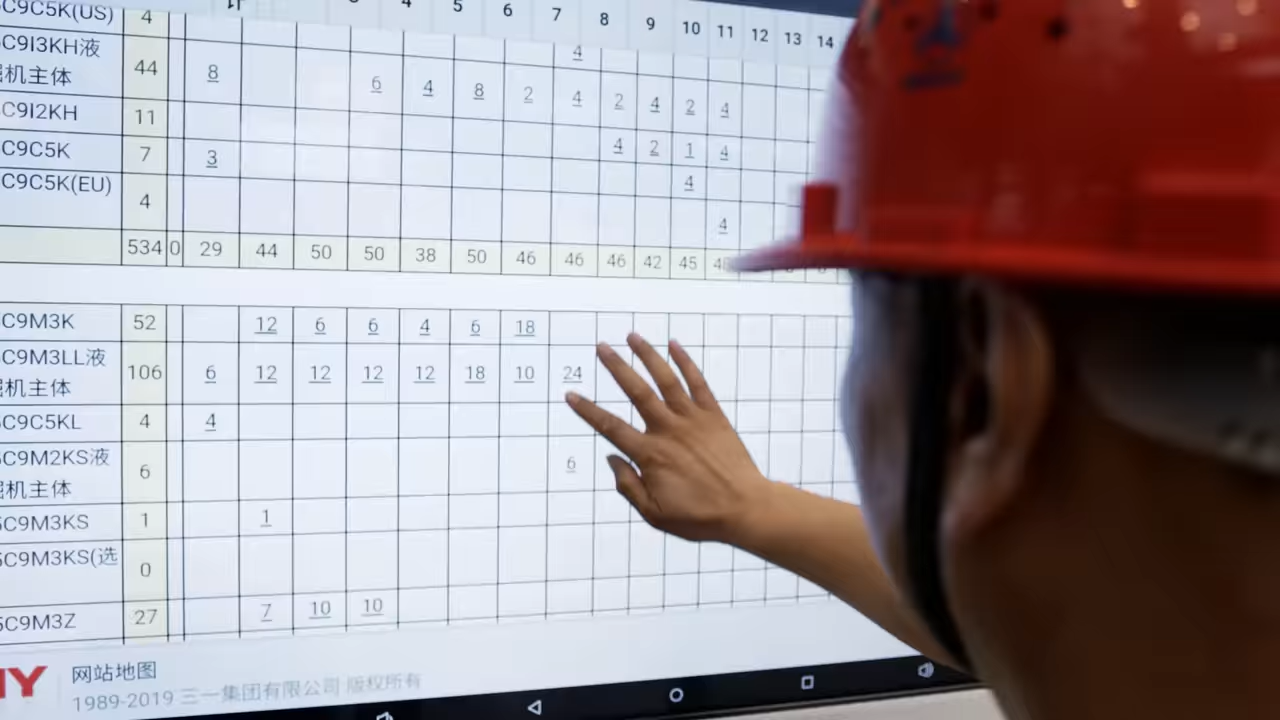 C9C5K(US) 4
计 4 5 6 7 8 9 10 11 12 13 14
4
C9I3KH液
机主体 44 8 6 4 8 2 4 2 4 2 4
C9I2KH 11 4 2 1 4
C9C5K 7 3 4
C9C5K(EU) 4 4
534 0 29 44 50 50 38 50 46 46 46 42 45
C9M3K 52 12 6 6 4 6 18
C9M3LL液
机主体 106 6 12 12 12 12 18 10 24
C9C5KL 4 4
C9M2KS液
机主体 6 6
C9M3KS 1 1
C9M3KS(选 0
C9M3Z 27 7 10 10
NY
网站地图
1989-2019 三一集团有限公司 版权所有